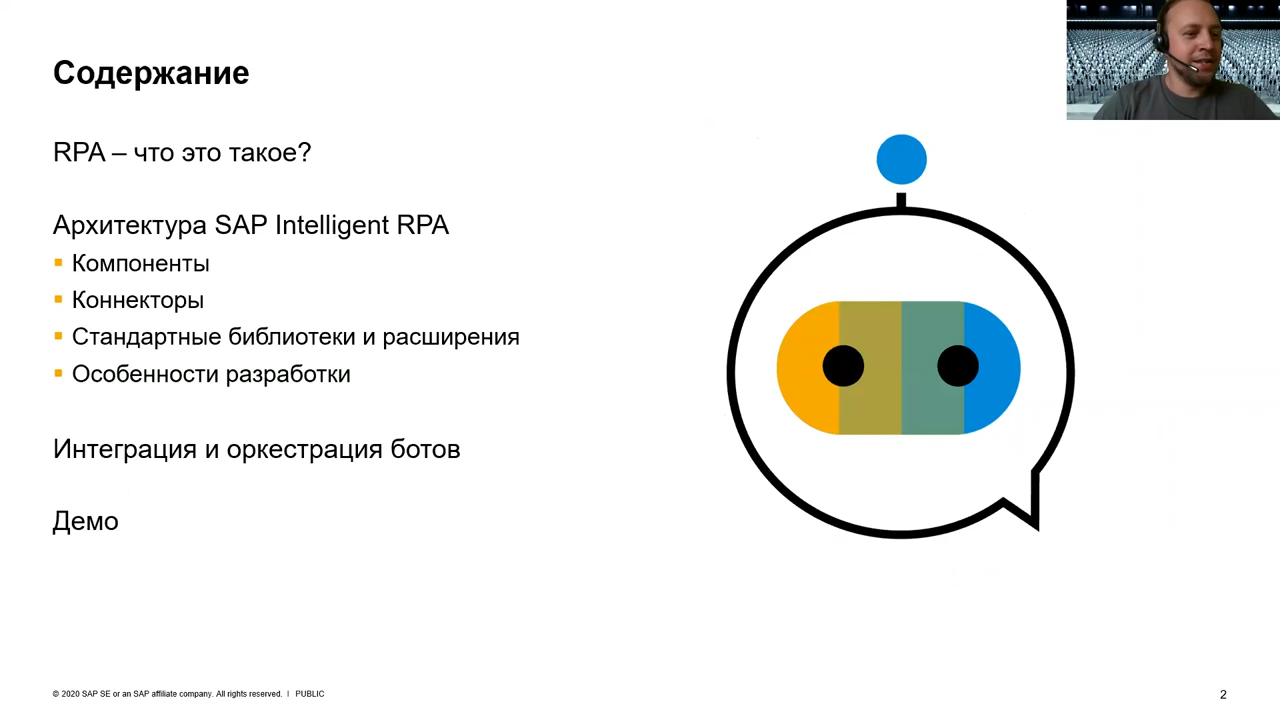 Содержание
RPA – что это такое?
Архитектура SAP Intelligent RPA
▪ Компоненты
▪ Коннекторы
▪ Стандартные библиотеки и расширения
▪ Особенности разработки
Интеграция и оркестрация ботов
Демо
© 2020 SAP SE or an SAP affiliate company. All rights reserved. | PUBLIC
2